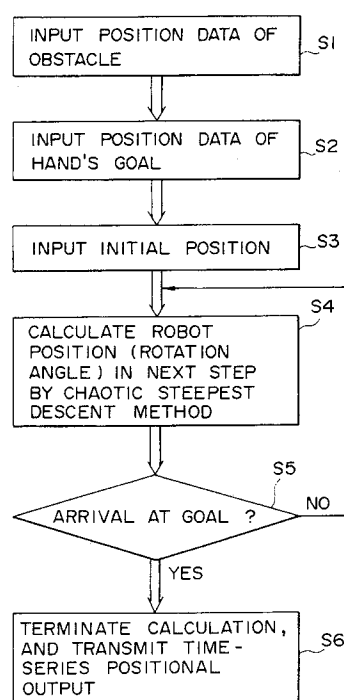 INPUT POSITION DATA OF
OBSTACLE
S1
INPUT POSITION DATA OF
HAND'S GOAL
S2
INPUT INITIAL POSITION
S3
S4
CALCULATE ROBOT
POSITION (ROTATION
ANGLE) IN NEXT STEP
BY CHAOTIC STEEPEST
DESCENT METHOD
S5
ARRIVAL AT GOAL ?
NO
YES
TERMINATE CALCULATION,
AND TRANSMIT TIME-
SERIES POSITIONAL
OUTPUT
S6